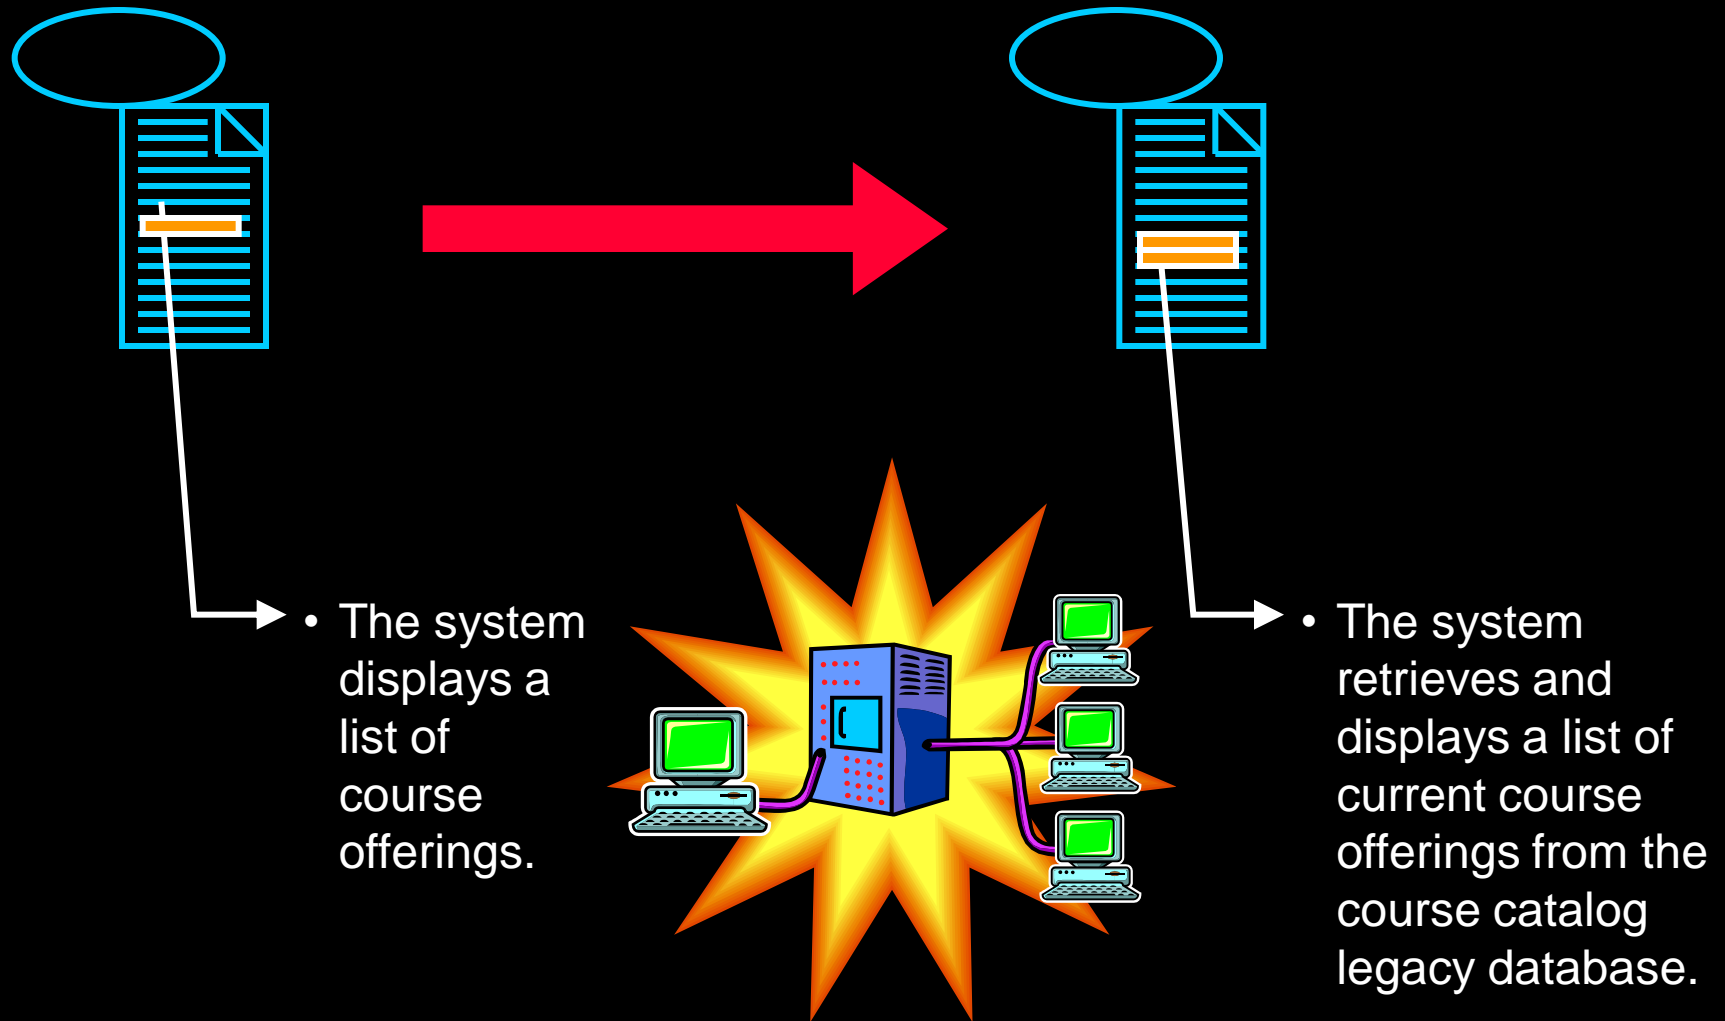 • The system
displays a
list of
course
offerings.
• The system
retrieves and
displays a list of
current course
offerings from the
course catalog
legacy database.